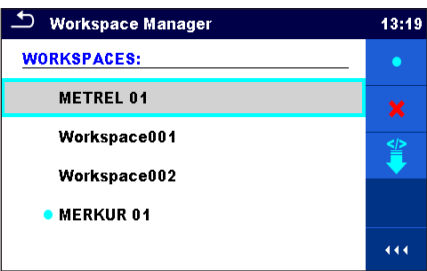 Workspace Manager
13:19
WORKSPACES:
METREL 01
Workspace001
Workspace002
MERKUR 01